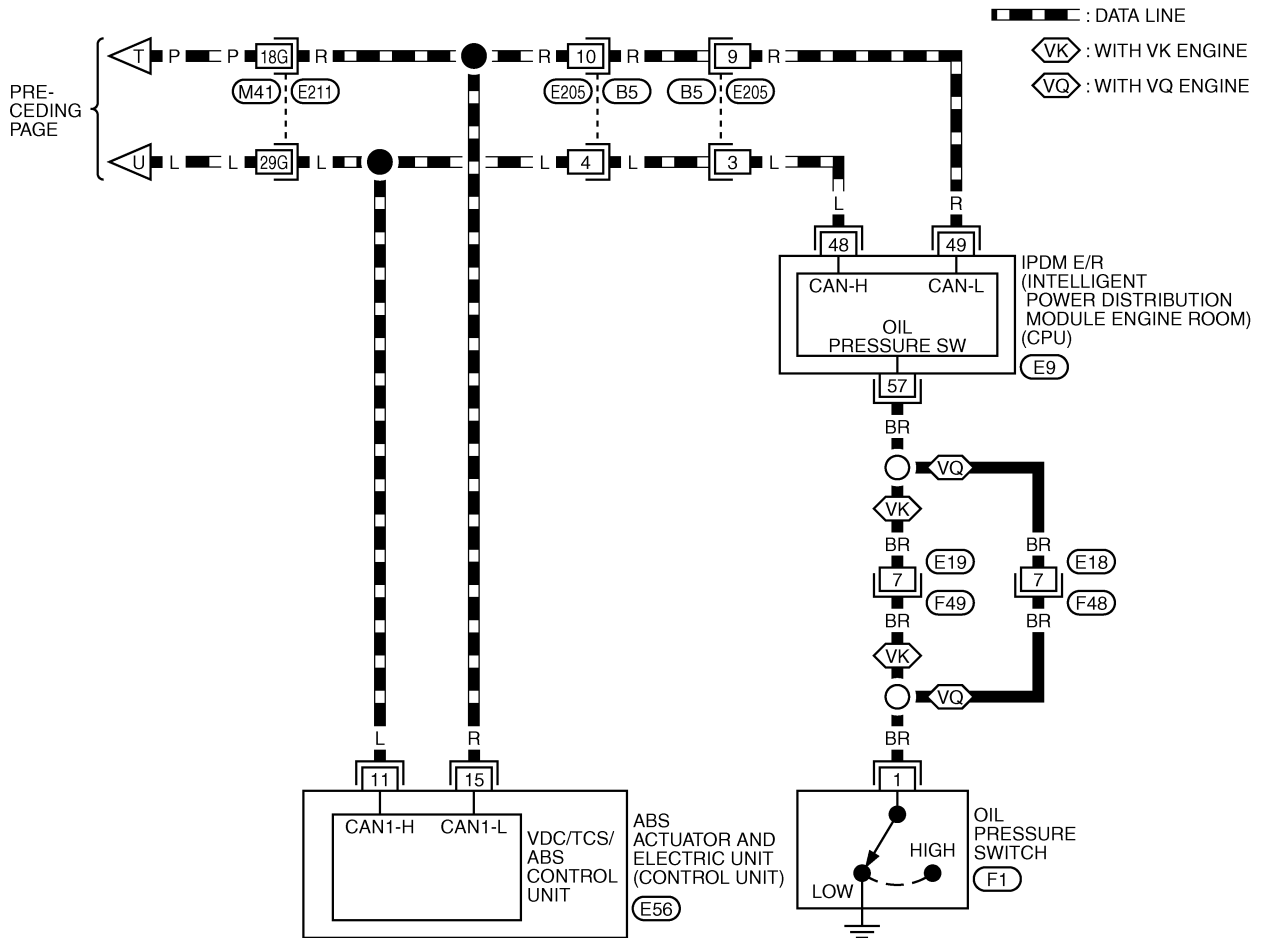 : DATA LINE
VK : WITH VK ENGINE
VQ : WITH VQ ENGINE
PRE-
CEDING
PAGE
T P P 18G R R 10 R R 9 R
M41 E211 E205 B5 B5 E205
U L L 29G L L 4 L L 3 L
L R
48 49
CAN-H CAN-L
OIL
PRESSURE SW
57
IPDM E/R
(INTELLIGENT
POWER DISTRIBUTION
MODULE ENGINE ROOM)
(CPU)
E9
BR
VQ
VK
BR BR
7 E19 7 E18
F49 F48
BR BR
VK
VQ
BR
L R
11 15
CAN1-H CAN1-L
VDC/TCS/
ABS
CONTROL
UNIT
ABS
ACTUATOR AND
ELECTRIC UNIT
(CONTROL UNIT)
E56
1
HIGH
LOW
OIL
PRESSURE
SWITCH
F1